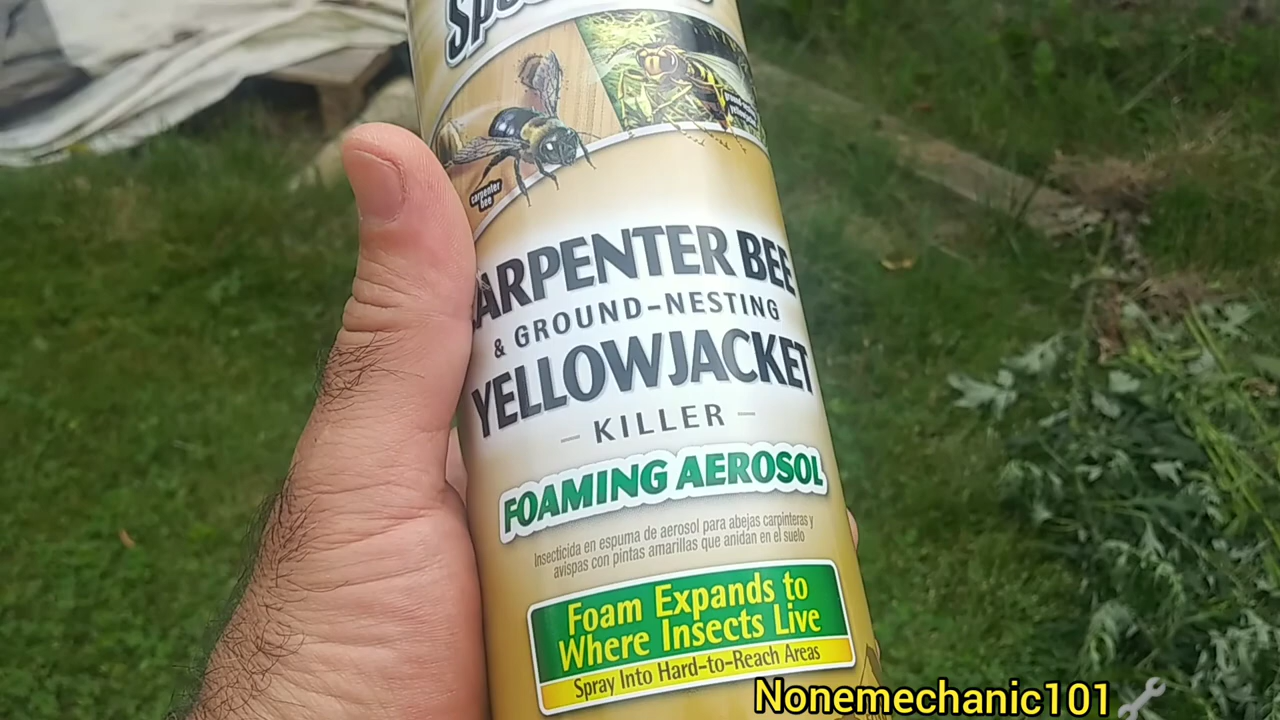 carpenter
bee
ARPENTER BEE
& GROUND-NESTING
YELLOWJACKET
- KILLER -
FOAMING AEROSOL
Insecticida en espuma de aerosol para abejas carpinteras y
avispas con pintas amarillas que anidan en el suelo
Foam Expands to
Where Insects Live
Spray Into Hard-to-Reach Areas
Nonemechanic101